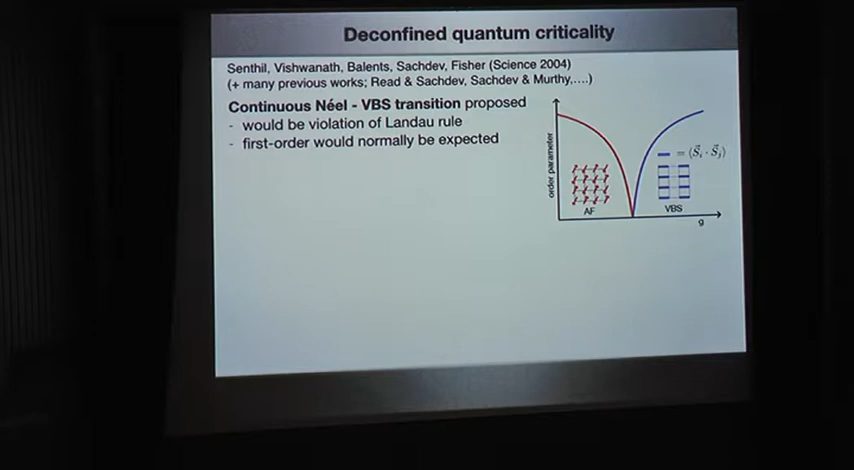 Deconfined quantum criticality
Senthil, Vishwanath, Balents, Sachdev, Fisher (Science 2004)
(+ many previous works; Read & Sachdev, Sachdev & Murthy,....)
Continuous Néel - VBS transition proposed
- would be violation of Landau rule
- first-order would normally be expected
order parameter
= ⟨S⃗ᵢ · S⃗ⱼ⟩
AF
VBS
g